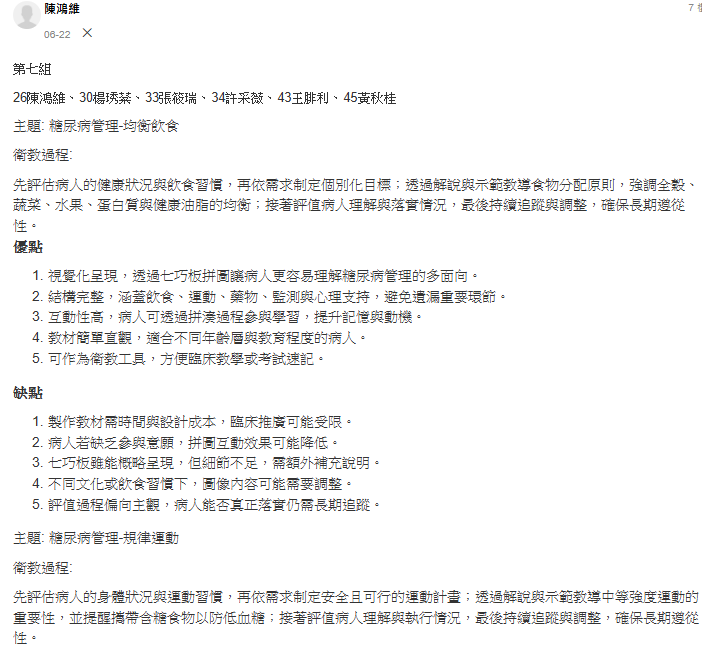 陳鴻維
7 樓
06-22
第七組
26陳鴻維、30楊琇棻、33張筱瑞、34許采薇、43王腓利、45黃秋桂
主題: 糖尿病管理-均衡飲食
衛教過程:
先評估病人的健康狀況與飲食習慣，再依需求制定個別化目標；透過解說與示範教導食物分配原則，強調全穀、
蔬菜、水果、蛋白質與健康油脂的均衡；接著評值病人理解與落實情況，最後持續追蹤與調整，確保長期遵從
性。
優點
1. 視覺化呈現，透過七巧板拼圖讓病人更容易理解糖尿病管理的多面向。
2. 結構完整，涵蓋飲食、運動、藥物、監測與心理支持，避免遺漏重要環節。
3. 互動性高，病人可透過拼湊過程參與學習，提升記憶與動機。
4. 教材簡單直觀，適合不同年齡層與教育程度的病人。
5. 可作為衛教工具，方便臨床教學或考試速記。
缺點
1. 製作教材需時間與設計成本，臨床推廣可能受限。
2. 病人若缺乏參與意願，拼圖互動效果可能降低。
3. 七巧板雖能概略呈現，但細節不足，需額外補充說明。
4. 不同文化或飲食習慣下，圖像內容可能需要調整。
5. 評值過程偏向主觀，病人能否真正落實仍需長期追蹤。
主題: 糖尿病管理-規律運動
衛教過程:
先評估病人的身體狀況與運動習慣，再依需求制定安全且可行的運動計畫；透過解說與示範教導中等強度運動的
重要性，並提醒攜帶含糖食物以防低血糖；接著評值病人理解與執行情況，最後持續追蹤與調整，確保長期遵從
性。